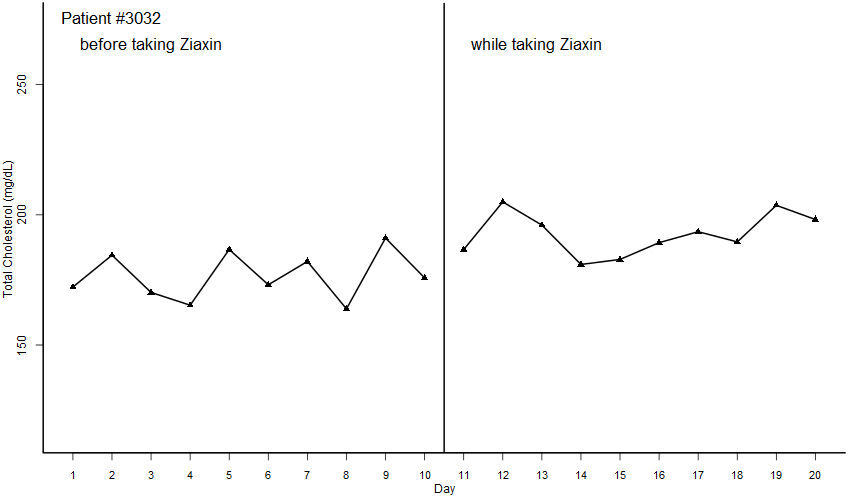 Patient #3032
before taking Ziaxin
while taking Ziaxin
Total Cholesterol (mg/dL)
250
200
150
1 2 3 4 5 6 7 8 9 10 11 12 13 14 15 16 17 18 19 20
Day